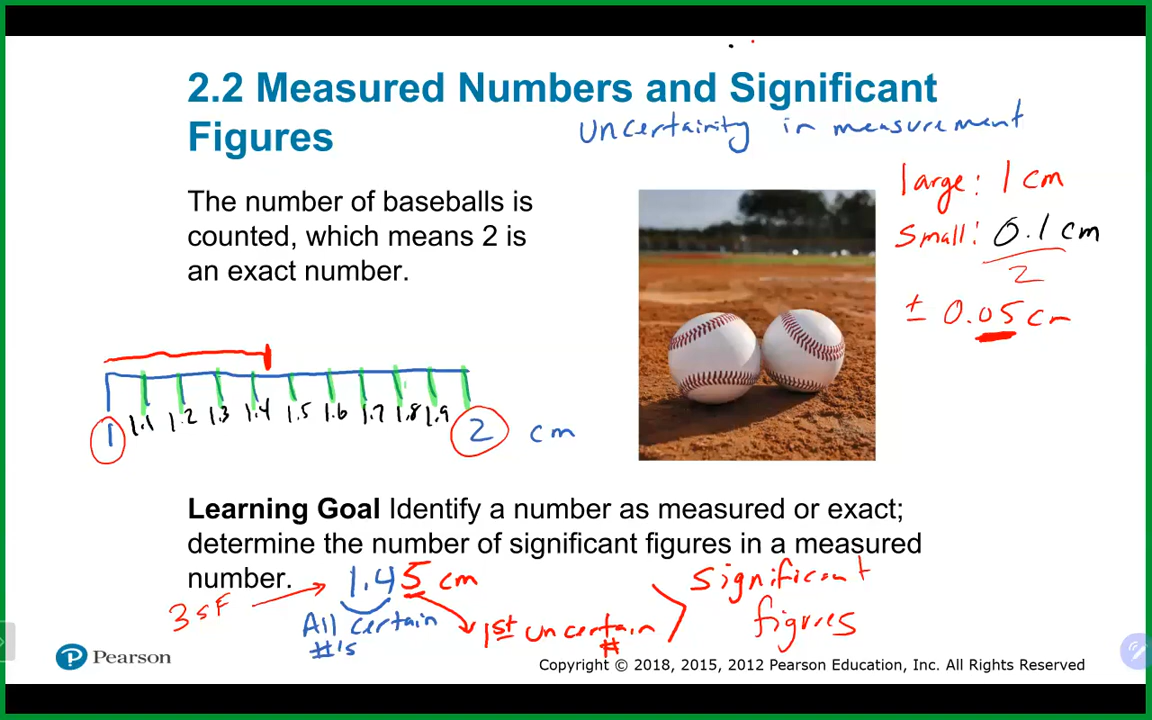 2.2 Measured Numbers and Significant
Figures
Uncertainity in measurement
The number of baseballs is
counted, which means 2 is
an exact number.
large: 1 cm
small: 0.1 cm
2
± 0.05 cm
1 1.1 1.2 1.3 1.4 1.5 1.6 1.7 1.8 1.9 2 cm
Learning Goal Identify a number as measured or exact;
determine the number of significant figures in a measured
number.
3 SF 1.45 cm
All certain
#'s
1st uncertain
#
significant
figures
Pearson
Copyright © 2018, 2015, 2012 Pearson Education, Inc. All Rights Reserved